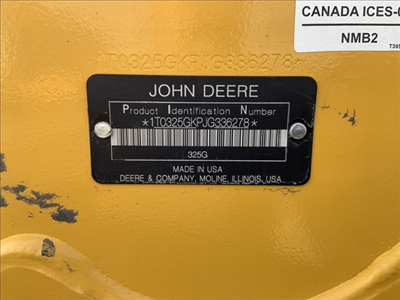 CANADA ICES-
NMB2
*1T0325GKPJG336278*
JOHN DEERE
Product Identification Number
*1T0325GKPJG336278*
325G
MADE IN USA
DEERE & COMPANY, MOLINE, ILLINOIS, USA